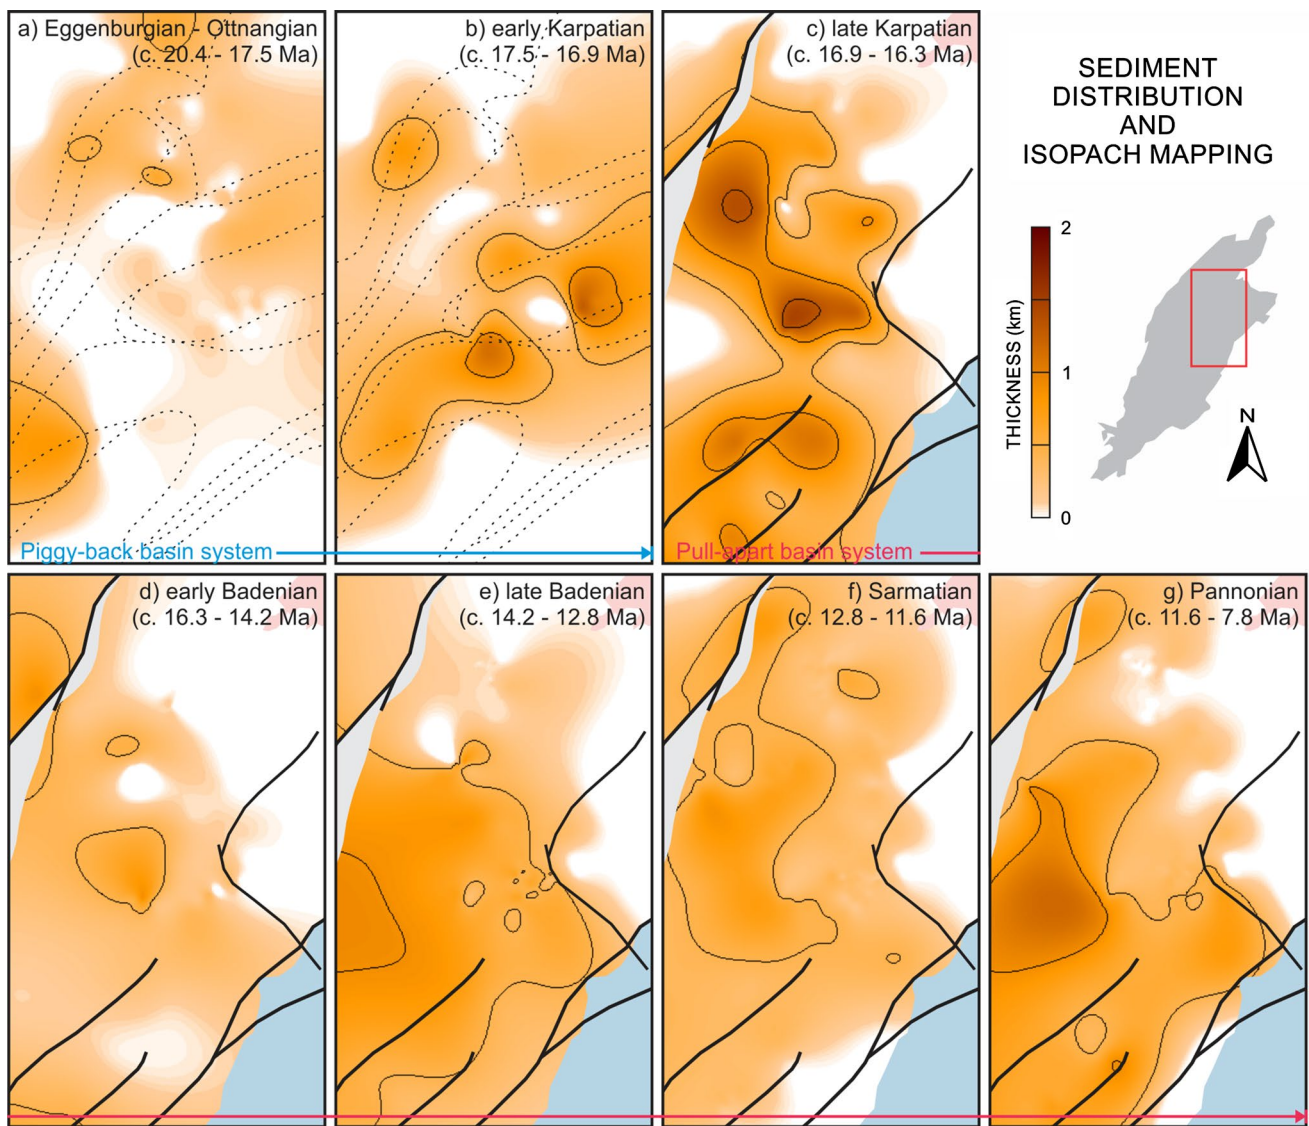 a) Eggenburgian - Ottnangian
(c. 20.4 - 17.5 Ma)
b) early Karpatian
(c. 17.5 - 16.9 Ma)
c) late Karpatian
(c. 16.9 - 16.3 Ma)
SEDIMENT
DISTRIBUTION
AND
ISOPACH MAPPING
2
1
0
THICKNESS (km)
N
Piggy-back basin system
Pull-apart basin system
d) early Badenian
(c. 16.3 - 14.2 Ma)
e) late Badenian
(c. 14.2 - 12.8 Ma)
f) Sarmatian
(c. 12.8 - 11.6 Ma)
g) Pannonian
(c. 11.6 - 7.8 Ma)